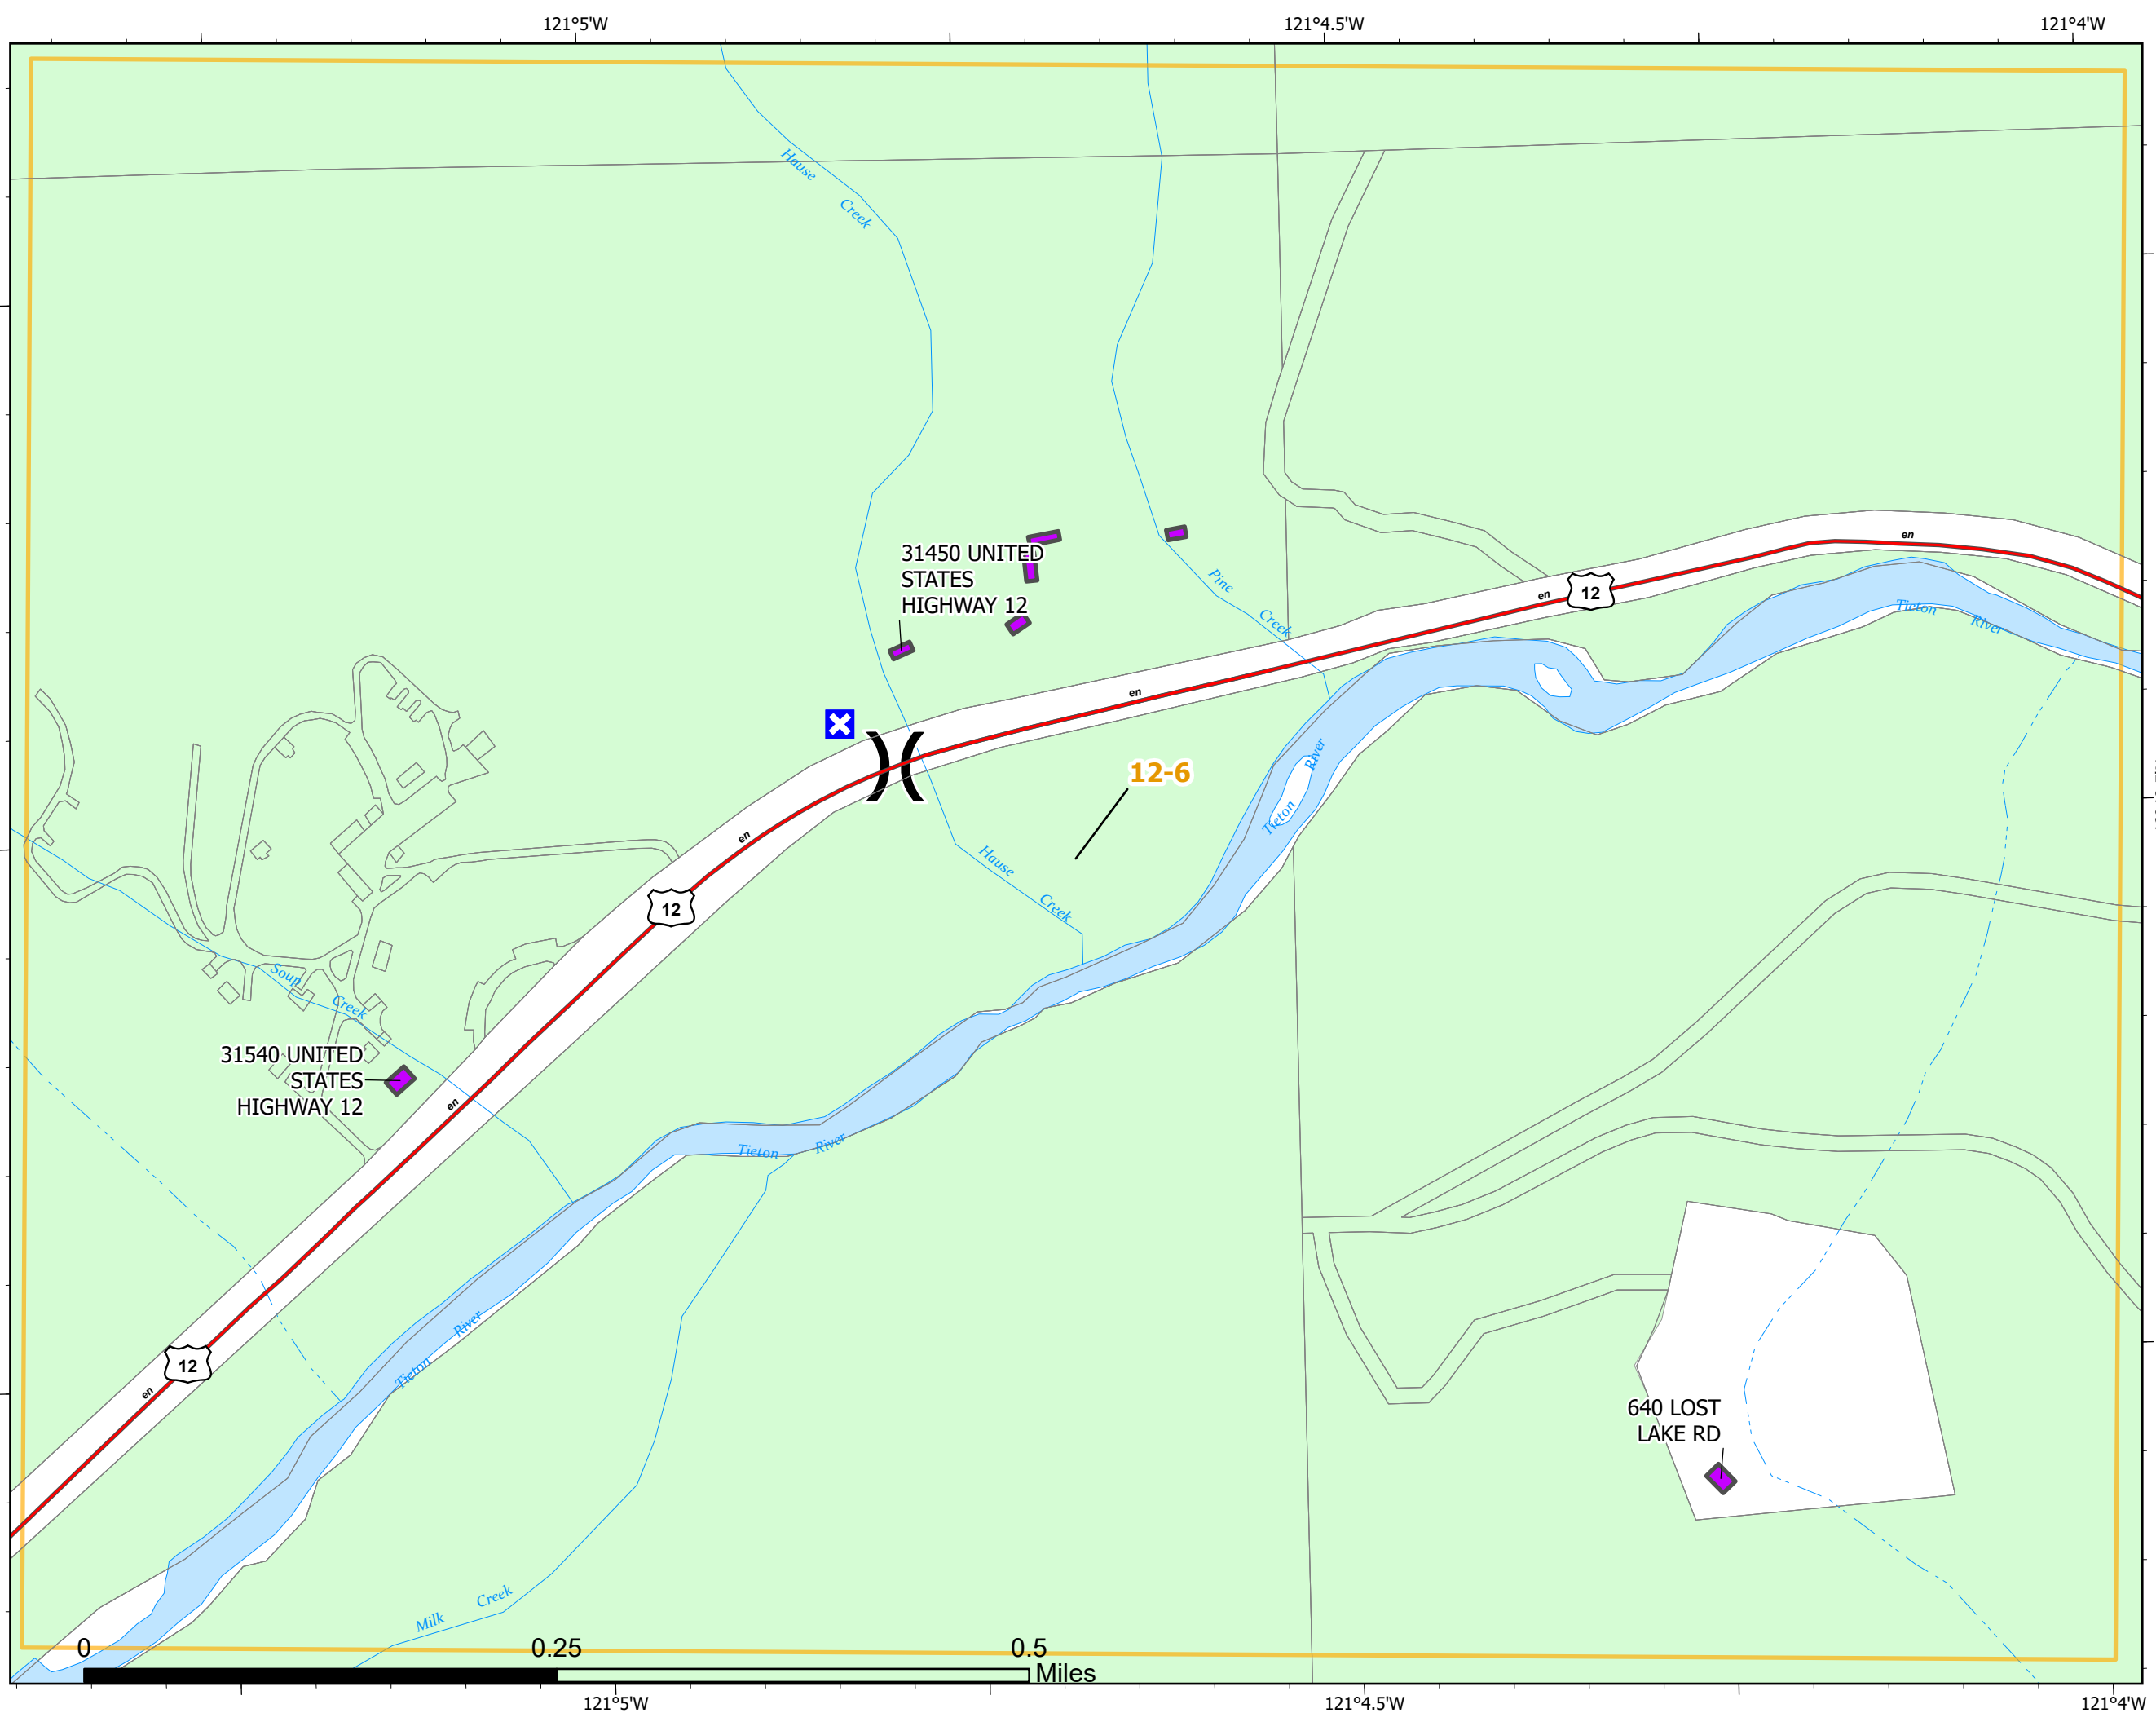 121°5'W
121°4.5'W
121°4'W
Hause
Creek
31450 UNITED
STATES
HIGHWAY 12
Pine
Creek
en
12
en
Tieton
River
en
12-6
River
Tieton
en
Hause
Creek
12
Soup
Creek
31540 UNITED
STATES
HIGHWAY 12
en
Tieton
River
River
Tieton
12
en
640 LOST
LAKE RD
Milk
Creek
0
0.25
0.5
Miles
121°5'W
121°4.5'W
121°4'W